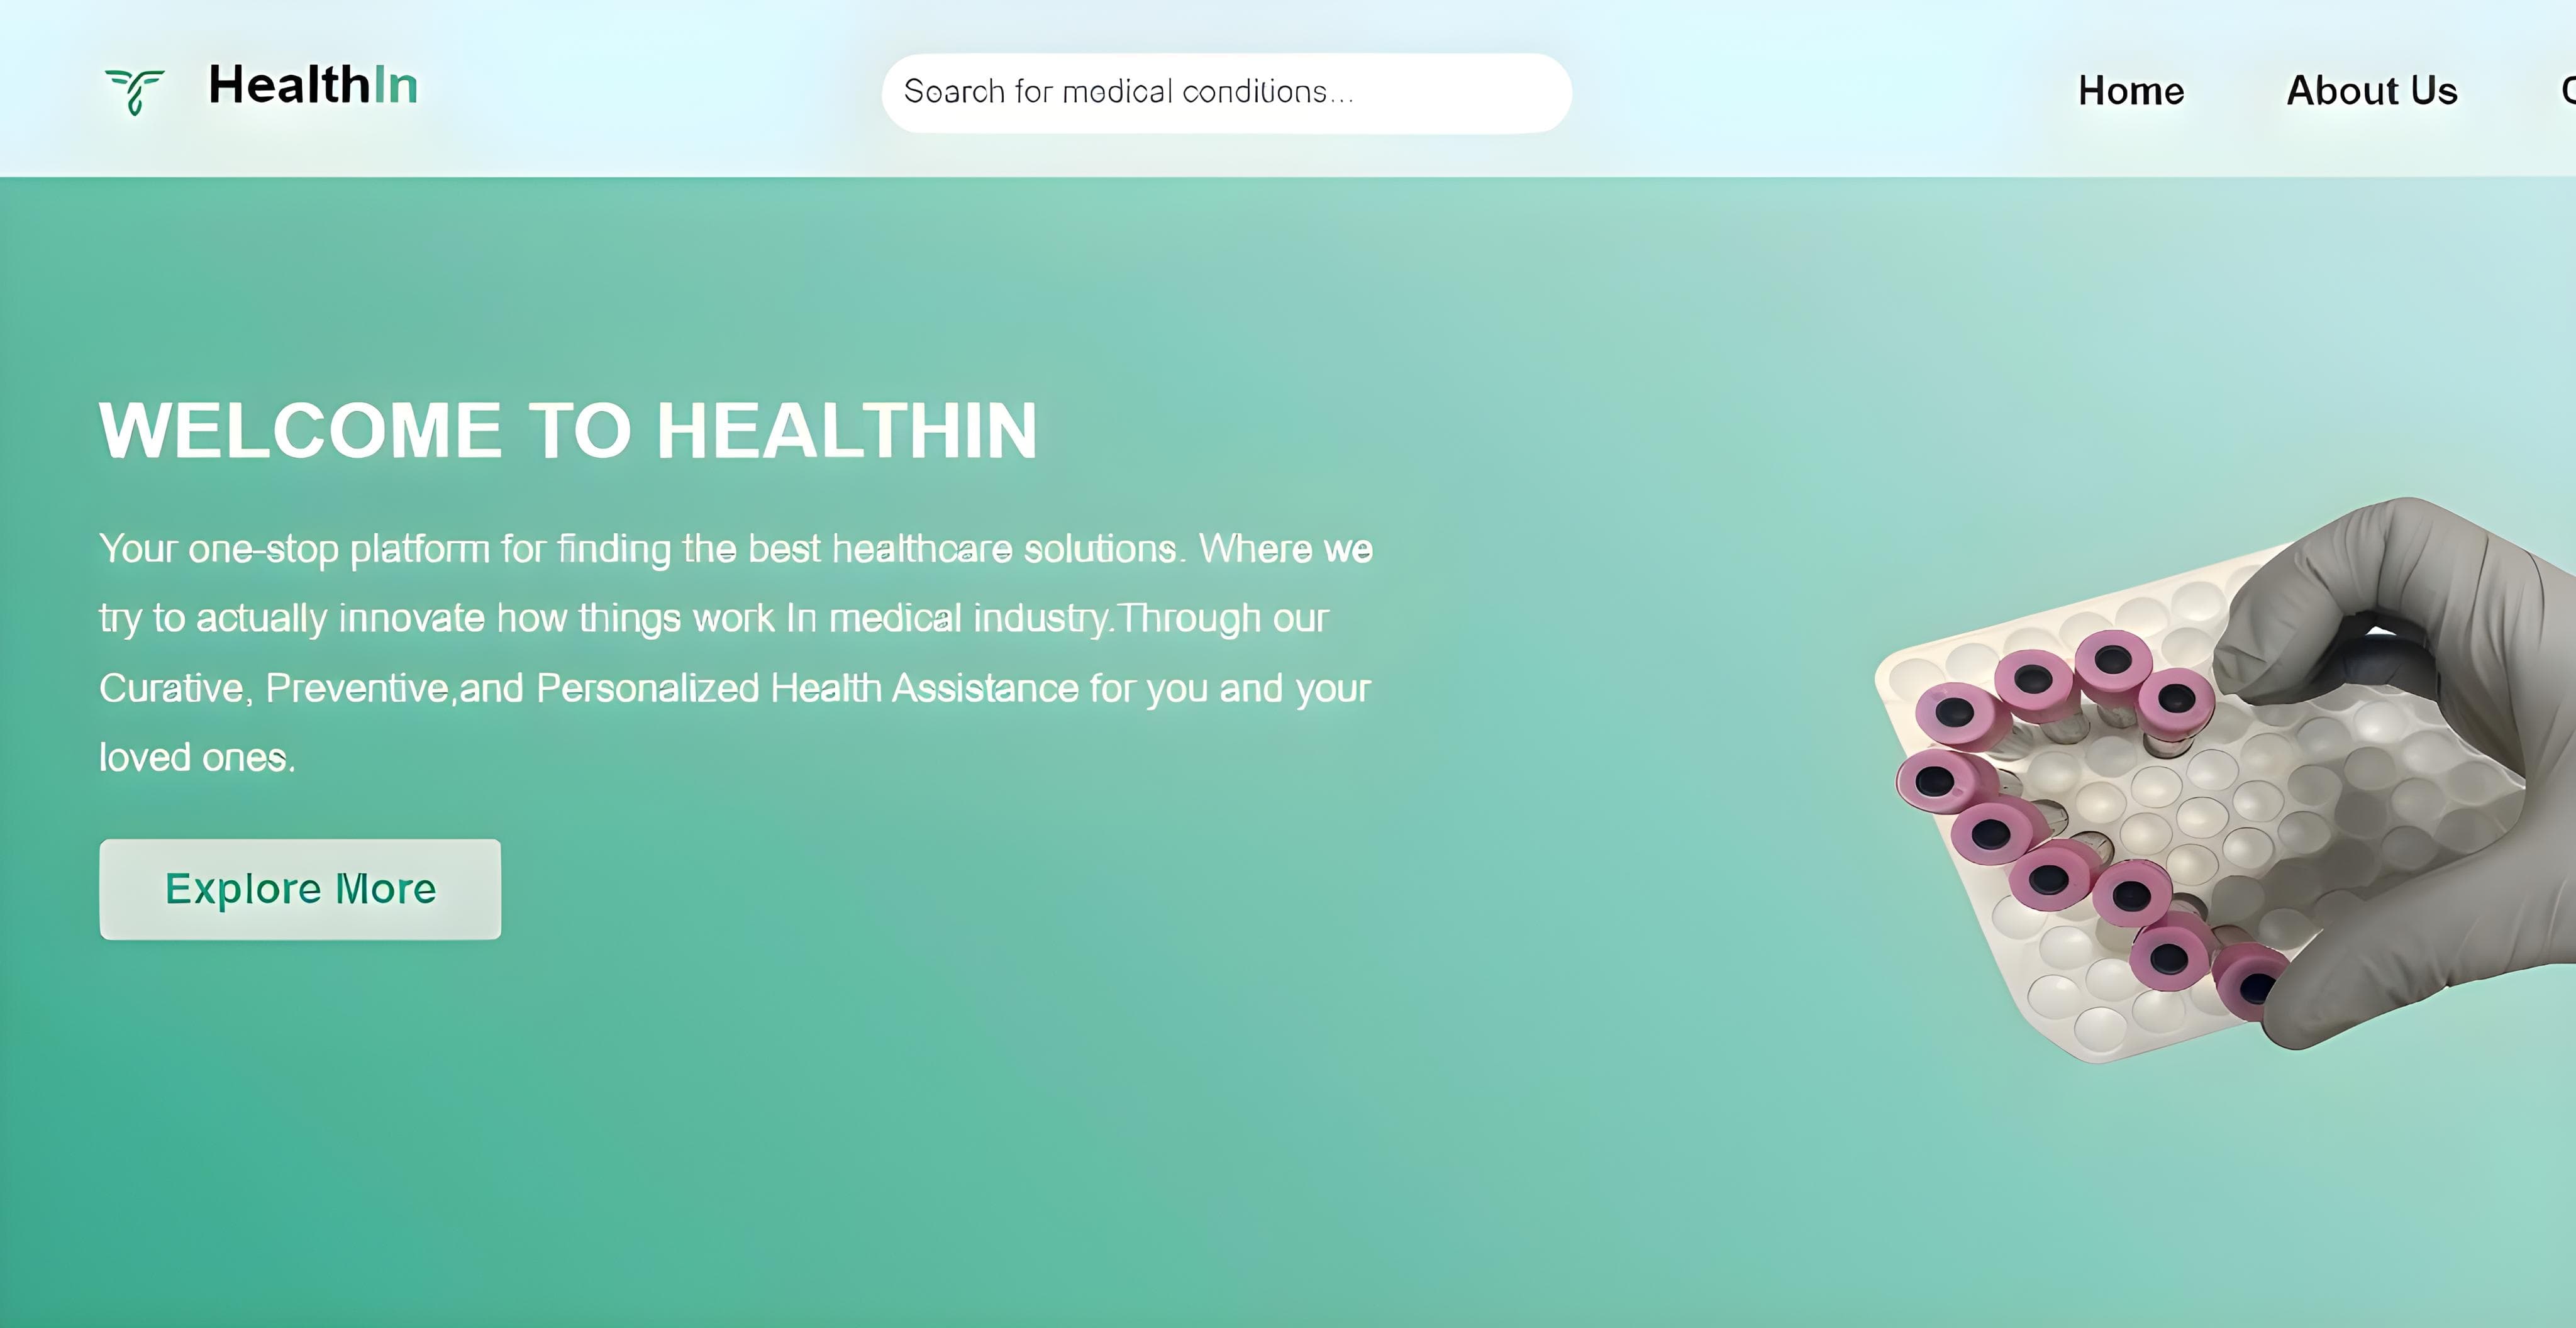 HealthIn
Search for medical conditions...
Home
About Us
WELCOME TO HEALTHIN
Your one-stop platform for finding the best healthcare solutions. Where we
try to actually innovate how things work In medical industry.Through our
Curative, Preventive,and Personalized Health Assistance for you and your
loved ones.
Explore More